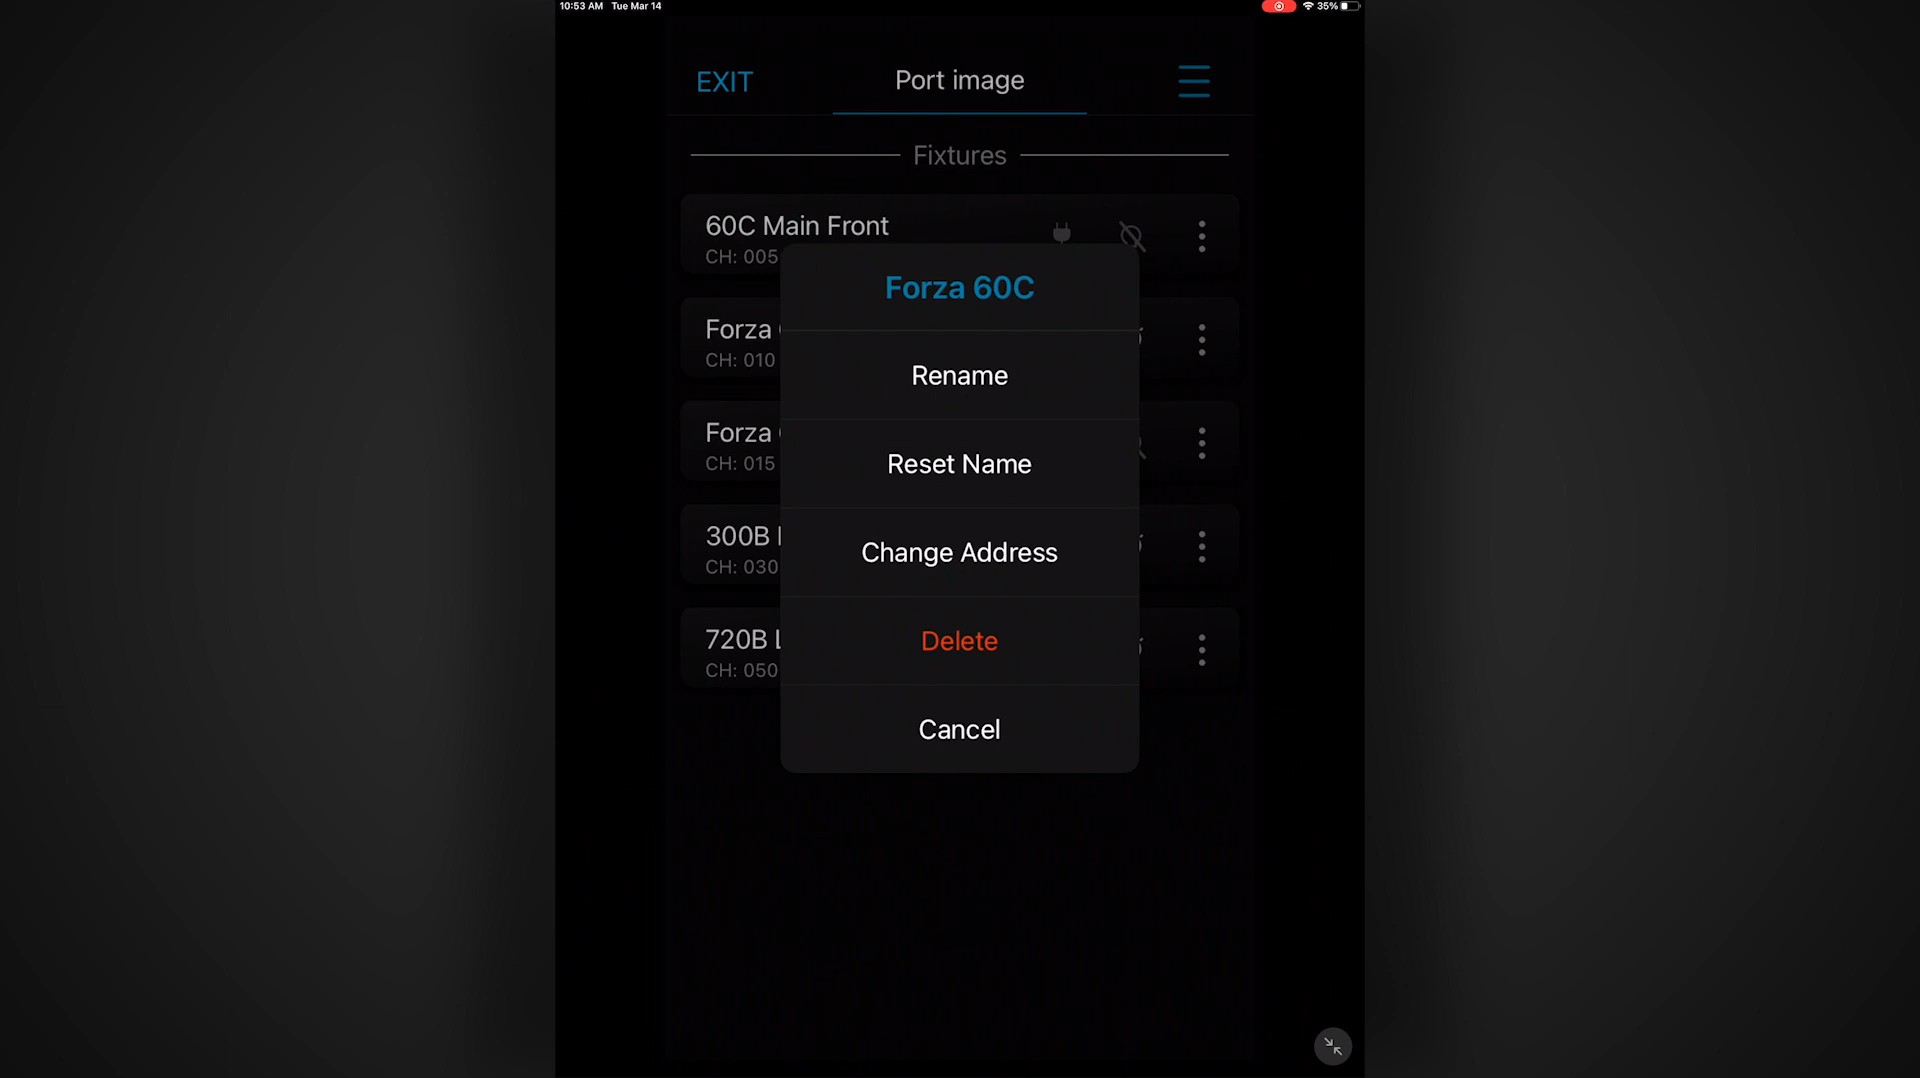 10:53 AM Tue Mar 14
35%
EXIT
Port image
Fixtures
60C Main Front
CH: 005
Forza
CH: 010
Forza
CH: 015
300B
CH: 030
720B
CH: 050
Forza 60C
Rename
Reset Name
Change Address
Delete
Cancel